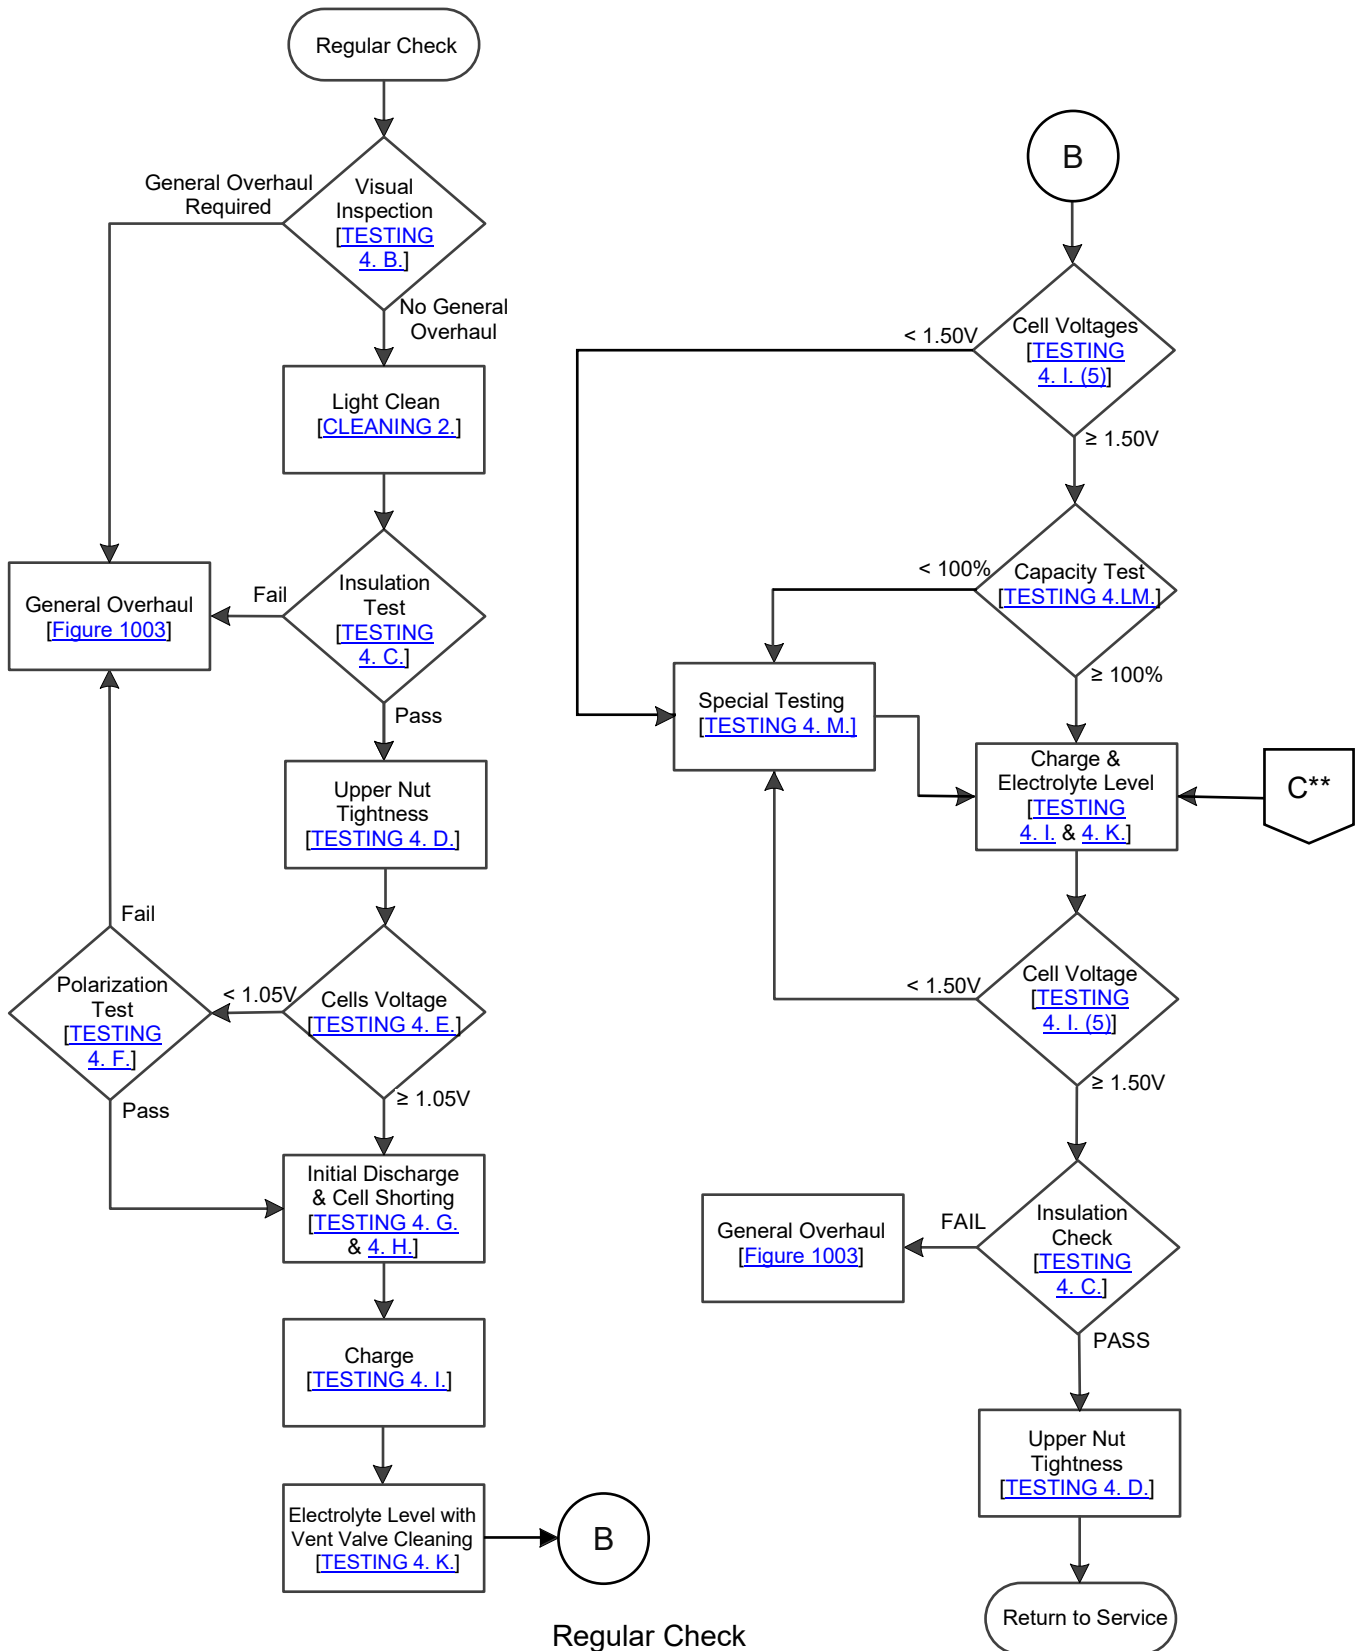 Regular Check
General Overhaul
Required
Visual
Inspection
[TESTING
4. B.]
No General
Overhaul
Light Clean
[CLEANING 2.]
General Overhaul
[Figure 1003]
Fail
Insulation
Test
[TESTING
4. C.]
Pass
Upper Nut
Tightness
[TESTING 4. D.]
Fail
Polarization
Test
[TESTING
4. F.]
< 1.05V
Cells Voltage
[TESTING 4. E.]
≥ 1.05V
Pass
Initial Discharge
& Cell Shorting
[TESTING 4. G.
& 4. H.]
Charge
[TESTING 4. I.]
Electrolyte Level with
Vent Valve Cleaning
[TESTING 4. K.]
B
B
< 1.50V
Cell Voltages
[TESTING
4. I. (5)]
≥ 1.50V
< 100%
Capacity Test
[TESTING 4.LM.]
≥ 100%
Special Testing
[TESTING 4. M.]
Charge &
Electrolyte Level
[TESTING
4. I. & 4. K.]
C**
< 1.50V
Cell Voltage
[TESTING
4. I. (5)]
≥ 1.50V
General Overhaul
[Figure 1003]
FAIL
Insulation
Check
[TESTING
4. C.]
PASS
Upper Nut
Tightness
[TESTING 4. D.]
Return to Service
Regular Check